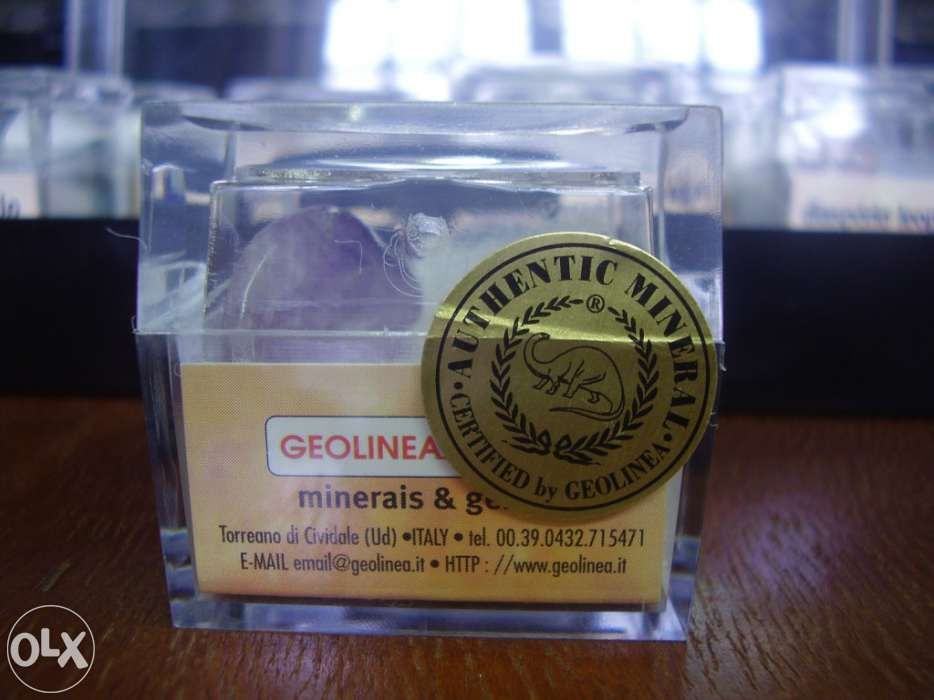 AUTHENTIC MINERAL
®
• CERTIFIED by GEOLINEA •
GEOLINEA
minerais &
Torreano di Cividale (Ud) •ITALY • tel. 00.39.0432.715471
E-MAIL email@geolinea.it • HTTP : //www.geolinea.it
OLX